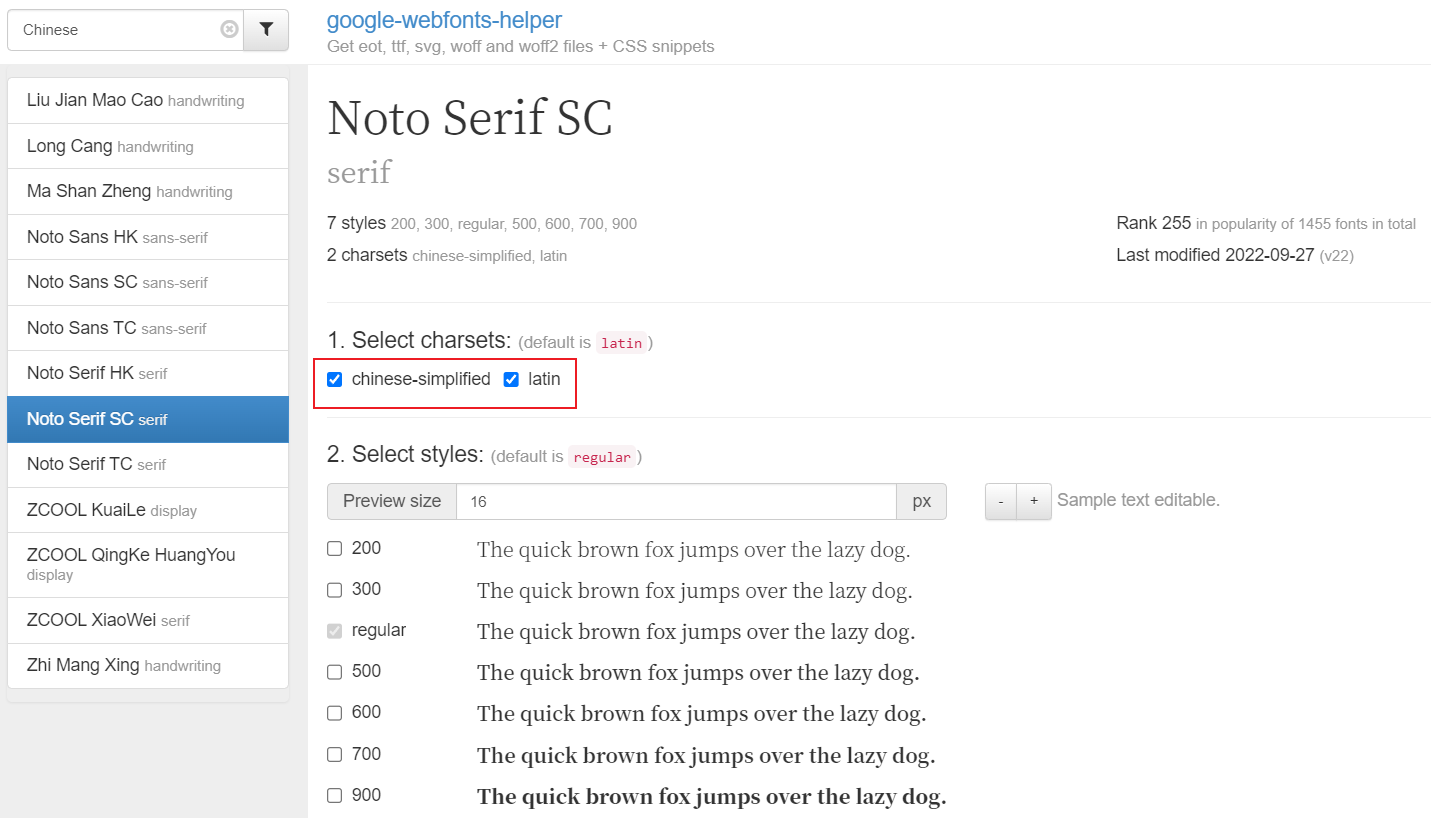 Chinese
google-webfonts-helper
Get eot, ttf, svg, woff and woff2 files + CSS snippets
Liu Jian Mao Cao handwriting
Long Cang handwriting
Ma Shan Zheng handwriting
Noto Sans HK sans-serif
Noto Sans SC sans-serif
Noto Sans TC sans-serif
Noto Serif HK serif
Noto Serif SC serif
Noto Serif TC serif
ZCOOL KuaiLe display
ZCOOL QingKe HuangYou
display
ZCOOL XiaoWei serif
Zhi Mang Xing handwriting
Noto Serif SC
serif
7 styles 200, 300, regular, 500, 600, 700, 900
2 charsets chinese-simplified, latin
Rank 255 in popularity of 1455 fonts in total
Last modified 2022-09-27 (v22)
1. Select charsets: (default is latin)
chinese-simplified latin
2. Select styles: (default is regular)
Preview size 16 px - + Sample text editable.
200 The quick brown fox jumps over the lazy dog.
300 The quick brown fox jumps over the lazy dog.
regular The quick brown fox jumps over the lazy dog.
500 The quick brown fox jumps over the lazy dog.
600 The quick brown fox jumps over the lazy dog.
700 The quick brown fox jumps over the lazy dog.
900 The quick brown fox jumps over the lazy dog.